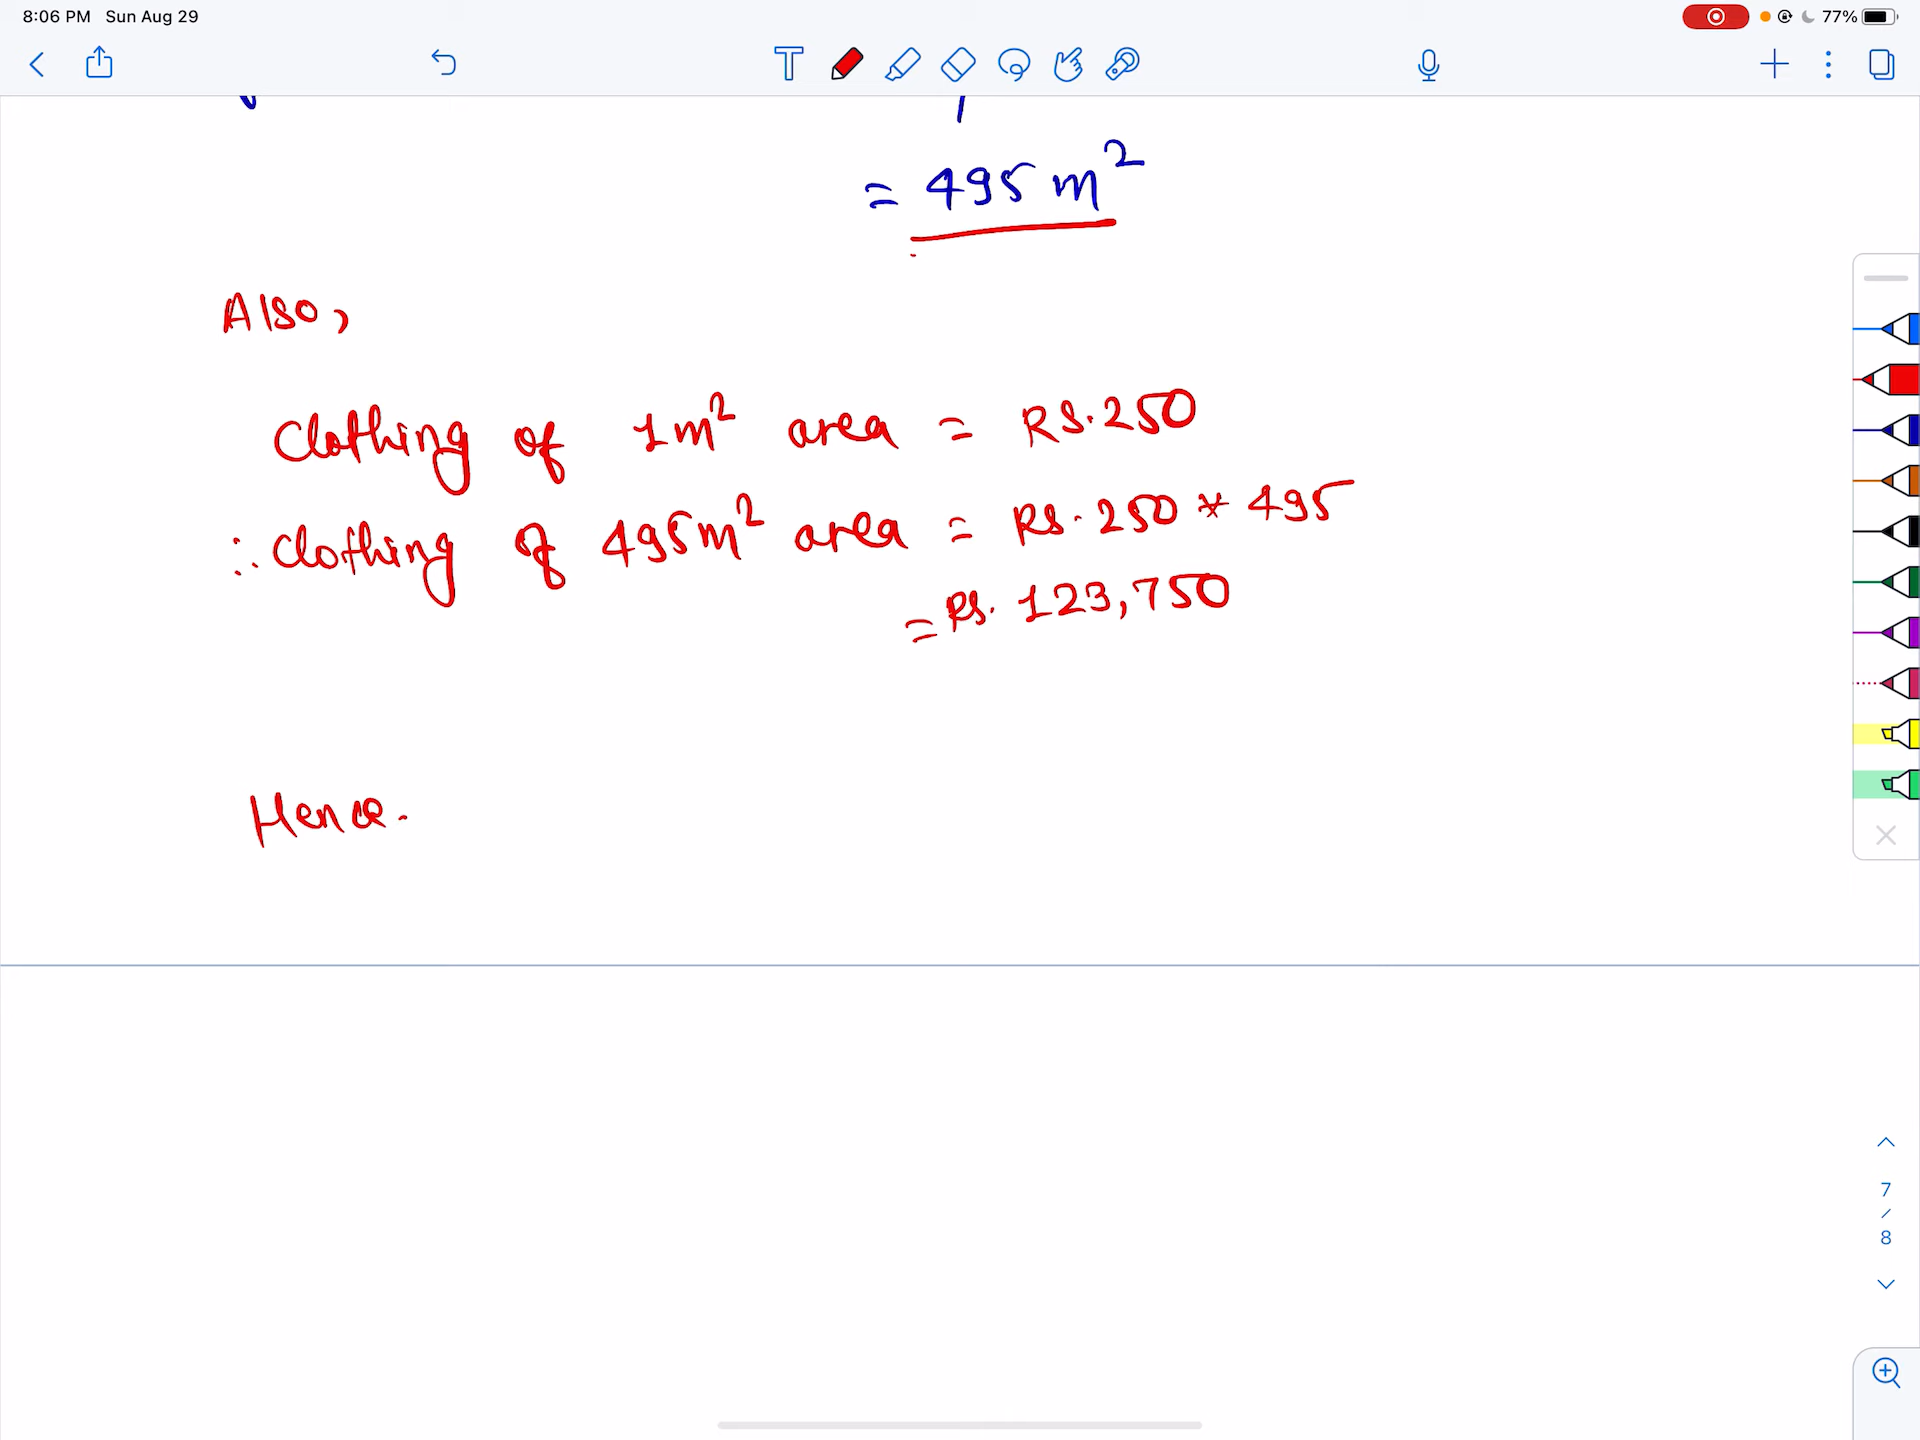 8:06 PM Sun Aug 29
77%
T
= 495 m²
Also,
Clothing of 1m² area = RS.250
∴ Clothing of 495m² area = RS. 250 * 495
= RS. 123,750
Hence.
7
/
8